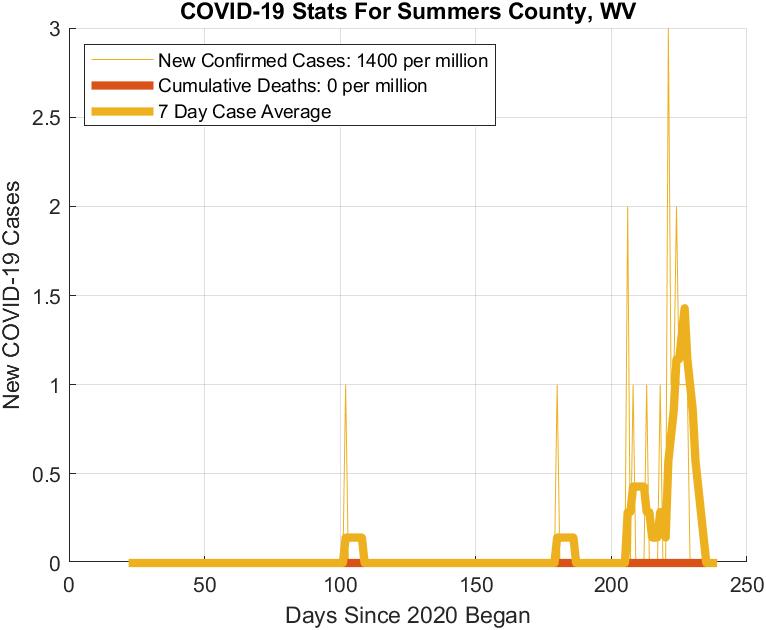 COVID-19 Stats For Summers County, WV
New Confirmed Cases: 1400 per million
Cumulative Deaths: 0 per million
7 Day Case Average
New COVID-19 Cases
3
2.5
2
1.5
1
0.5
0
0 50 100 150 200 250
Days Since 2020 Began